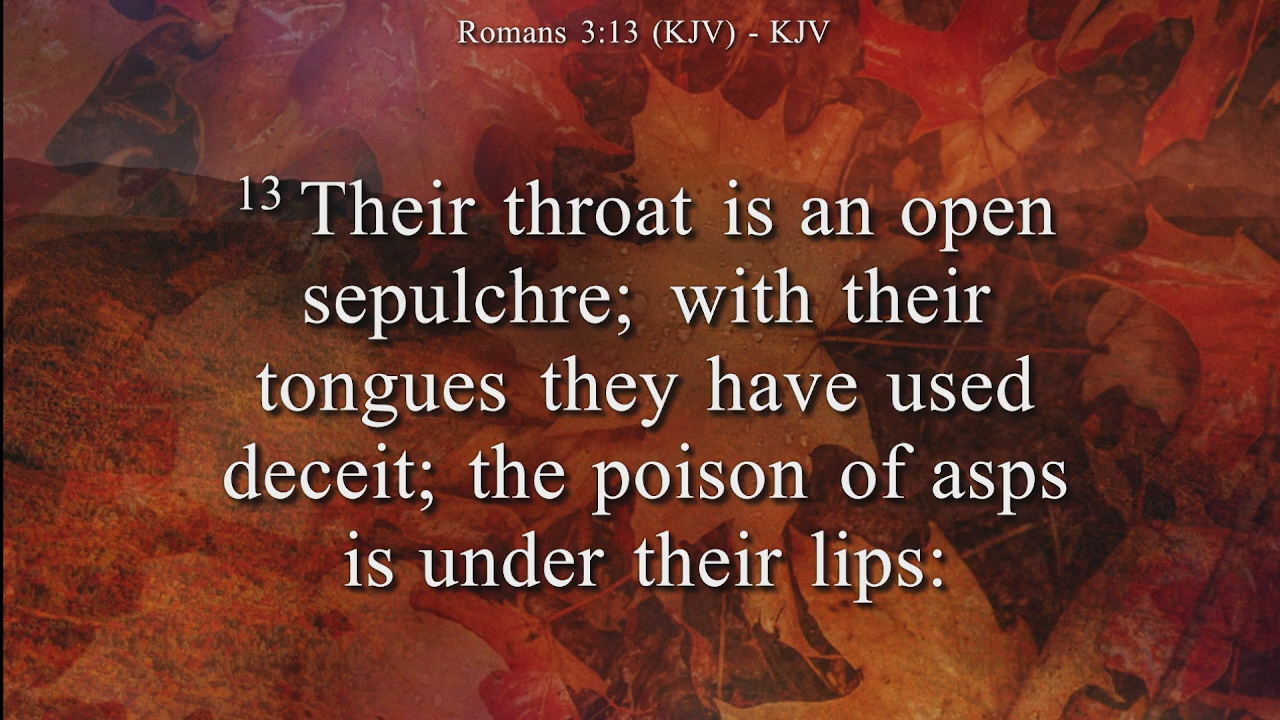 Romans 3:13 (KJV) - KJV
13 Their throat is an open
sepulchre; with their
tongues they have used
deceit; the poison of asps
is under their lips: